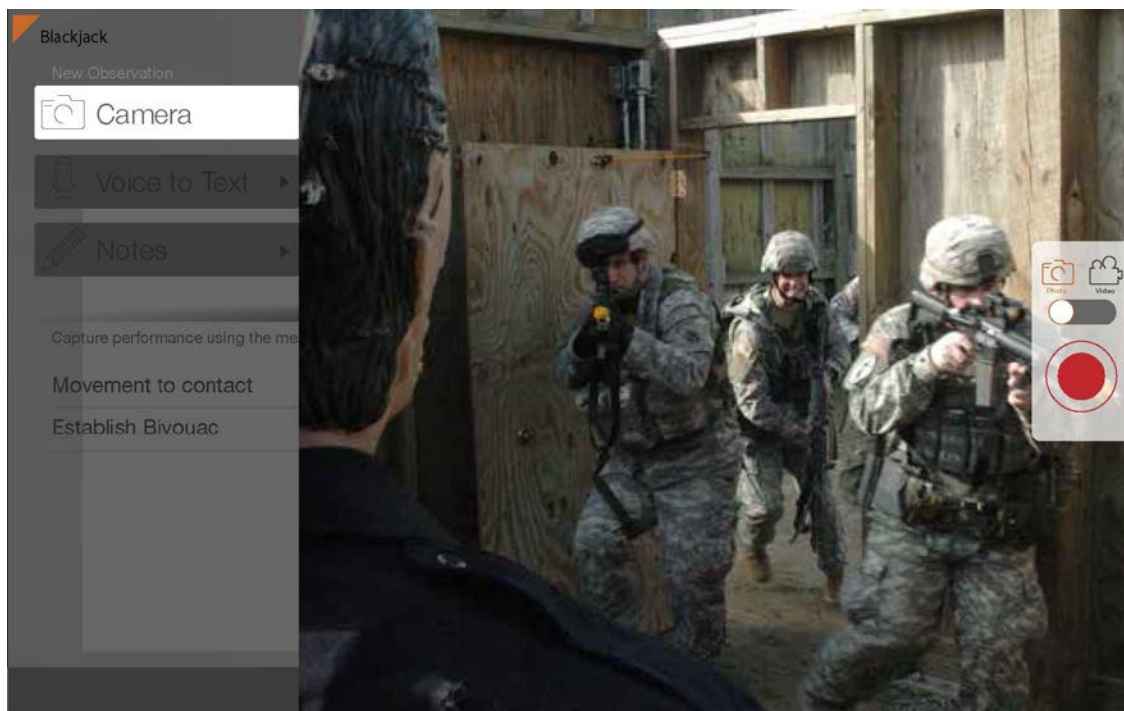 Blackjack
New Observation
Camera
Voice to Text
Notes
Capture performance using the me
Movement to contact
Establish Bivouac
Photo
Video